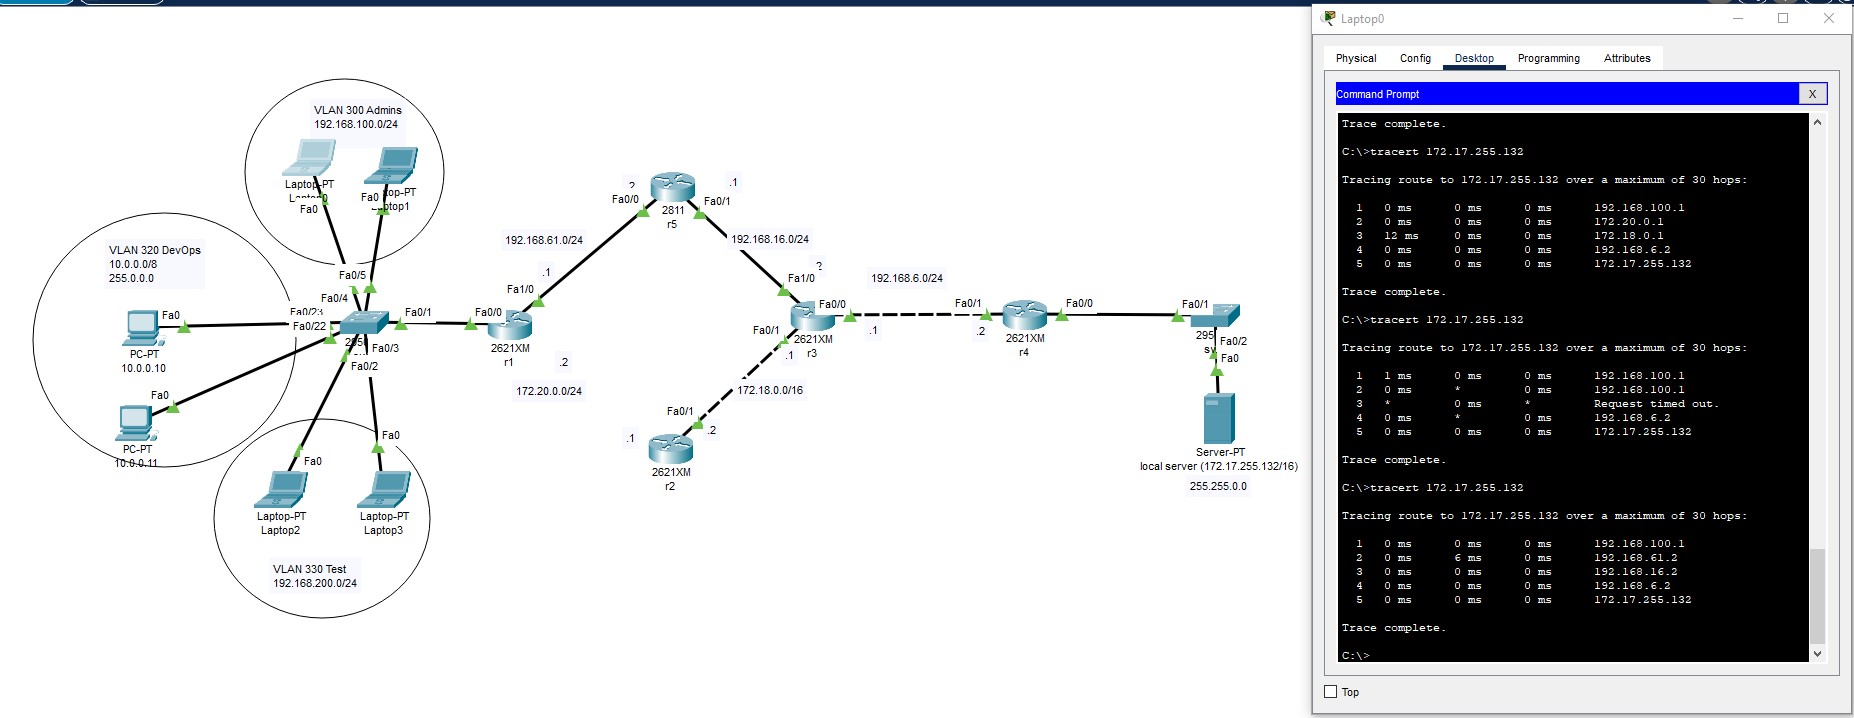 VLAN 300 Admins
192.168.100.0/24
Laptop-PT
Laptop0
Fa0
Fa0
top-PT
ptop1
VLAN 320 DevOps
10.0.0.0/8
255.0.0.0
Fa0
PC-PT
10.0.0.10
Fa0
PC-PT
10.0.0.11
Fa0/5
Fa0/4
Fa0/23
Fa0/22
Fa0/1
Fa0/3
Fa0/2
Fa0
Fa0
Laptop-PT
Laptop2
Laptop-PT
Laptop3
VLAN 330 Test
192.168.200.0/24
Fa0/0
Fa1/0
.1
2621XM
r1
.2
172.20.0.0/24
192.168.61.0/24
Fa0/0
.1
Fa0/1
2811
r5
192.168.16.0/24
Fa1/0
Fa0/0
Fa0/1
.1
2621XM
r3
.1
172.18.0.0/16
Fa0/1
.2
.1
2621XM
r2
192.168.6.0/24
Fa0/1
.2
Fa0/0
2621XM
r4
Fa0/1
295
Fa0/2
Fa0
Server-PT
local server (172.17.255.132/16)
255.255.0.0
Laptop0
Physical
Config
Desktop
Programming
Attributes
Command Prompt
X
Trace complete.
C:\>tracert 172.17.255.132
Tracing route to 172.17.255.132 over a maximum of 30 hops:
1 0 ms 0 ms 0 ms 192.168.100.1
2 0 ms 0 ms 0 ms 172.20.0.1
3 12 ms 0 ms 0 ms 172.18.0.1
4 0 ms 0 ms 0 ms 192.168.6.2
5 0 ms 0 ms 0 ms 172.17.255.132
Trace complete.
C:\>tracert 172.17.255.132
Tracing route to 172.17.255.132 over a maximum of 30 hops:
1 1 ms 0 ms 0 ms 192.168.100.1
2 0 ms * 0 ms 192.168.100.1
3 * 0 ms * Request timed out.
4 0 ms * 0 ms 192.168.6.2
5 0 ms 0 ms 0 ms 172.17.255.132
Trace complete.
C:\>tracert 172.17.255.132
Tracing route to 172.17.255.132 over a maximum of 30 hops:
1 0 ms 0 ms 0 ms 192.168.100.1
2 0 ms 6 ms 0 ms 192.168.61.2
3 0 ms 0 ms 0 ms 192.168.16.2
4 0 ms 0 ms 0 ms 192.168.6.2
5 0 ms 0 ms 0 ms 172.17.255.132
Trace complete.
C:\>
Top